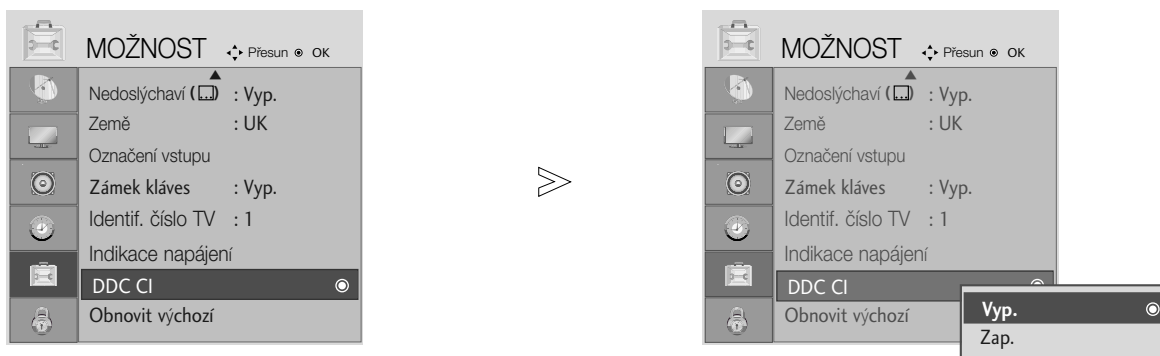 MOŽNOST Přesun OK
Nedoslýchaví ( ) : Vyp.
Země : UK
Označení vstupu
Zámek kláves : Vyp.
Identif. číslo TV : 1
Indikace napájení
DDC CI
Obnovit výchozí
MOŽNOST Přesun OK
Nedoslýchaví ( ) : Vyp.
Země : UK
Označení vstupu
Zámek kláves : Vyp.
Identif. číslo TV : 1
Indikace napájení
DDC CI
Obnovit výchozí
Vyp.
Zap.